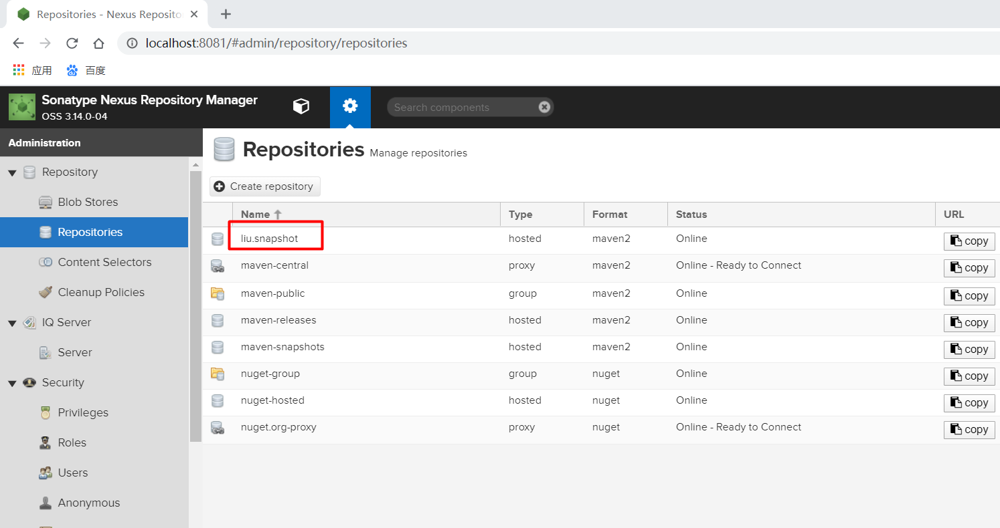 Repositories - Nexus Reposito
localhost:8081/#admin/repository/repositories
应用 百度
Sonatype Nexus Repository Manager
OSS 3.14.0-04
Search components
Administration
Repository
Blob Stores
Repositories
Content Selectors
Cleanup Policies
IQ Server
Server
Security
Privileges
Roles
Users
Anonymous
Repositories Manage repositories
Create repository
Name Type Format Status URL
liu.snapshot hosted maven2 Online copy
maven-central proxy maven2 Online - Ready to Connect copy
maven-public group maven2 Online copy
maven-releases hosted maven2 Online copy
maven-snapshots hosted maven2 Online copy
nuget-group group nuget Online copy
nuget-hosted hosted nuget Online copy
nuget.org-proxy proxy nuget Online - Ready to Connect copy